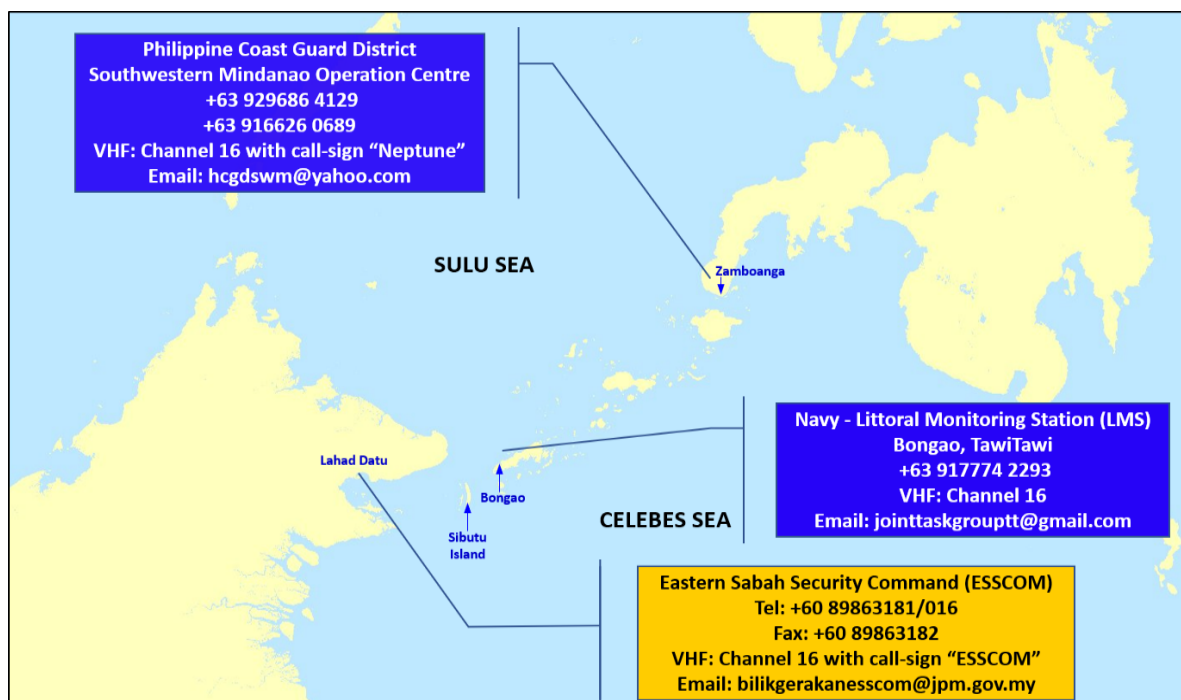 Philippine Coast Guard District
Southwestern Mindanao Operation Centre
+63 929686 4129
+63 916626 0689
VHF: Channel 16 with call-sign “Neptune”
Email: hcgdswm@yahoo.com
SULU SEA
Zamboanga
Navy - Littoral Monitoring Station (LMS)
Bongao, TawiTawi
+63 917774 2293
VHF: Channel 16
Email: jointtaskgrouptt@gmail.com
Lahad Datu
Bongao
CELEBES SEA
Sibutu
Island
Eastern Sabah Security Command (ESSCOM)
Tel: +60 89863181/016
Fax: +60 89863182
VHF: Channel 16 with call-sign “ESSCOM”
Email: bilikgerakanesscom@jpm.gov.my